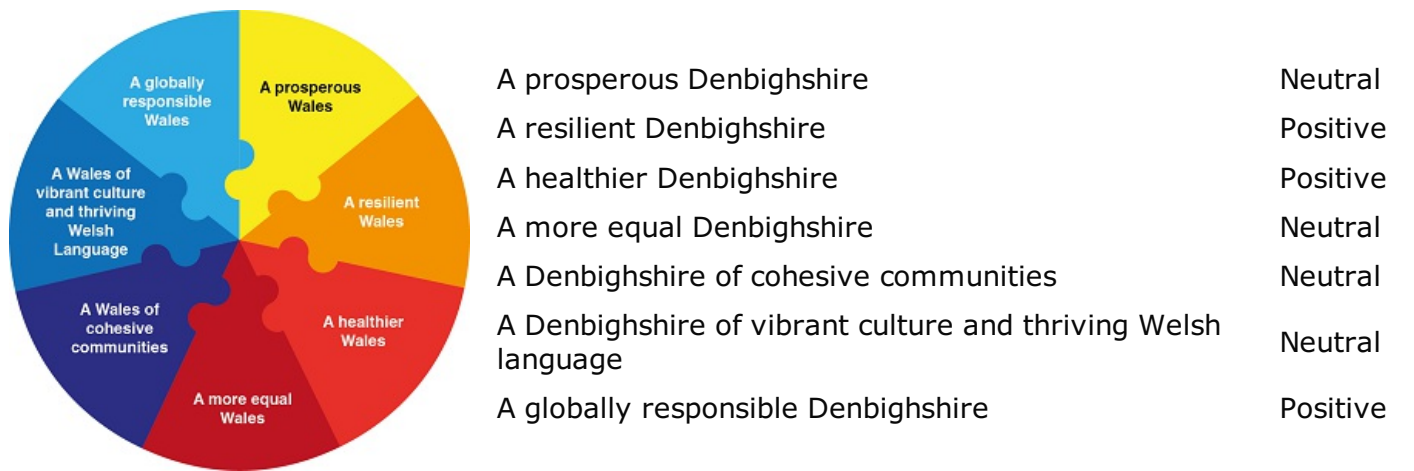 A globally
responsible
Wales
A prosperous
Wales
A Wales of
vibrant culture
and thriving
Welsh
Language
A resilient
Wales
A Wales of
cohesive
communities
A healthier
Wales
A more equal
Wales
A prosperous Denbighshire Neutral
A resilient Denbighshire Positive
A healthier Denbighshire Positive
A more equal Denbighshire Neutral
A Denbighshire of cohesive communities Neutral
A Denbighshire of vibrant culture and thriving Welsh
language
Neutral
A globally responsible Denbighshire Positive